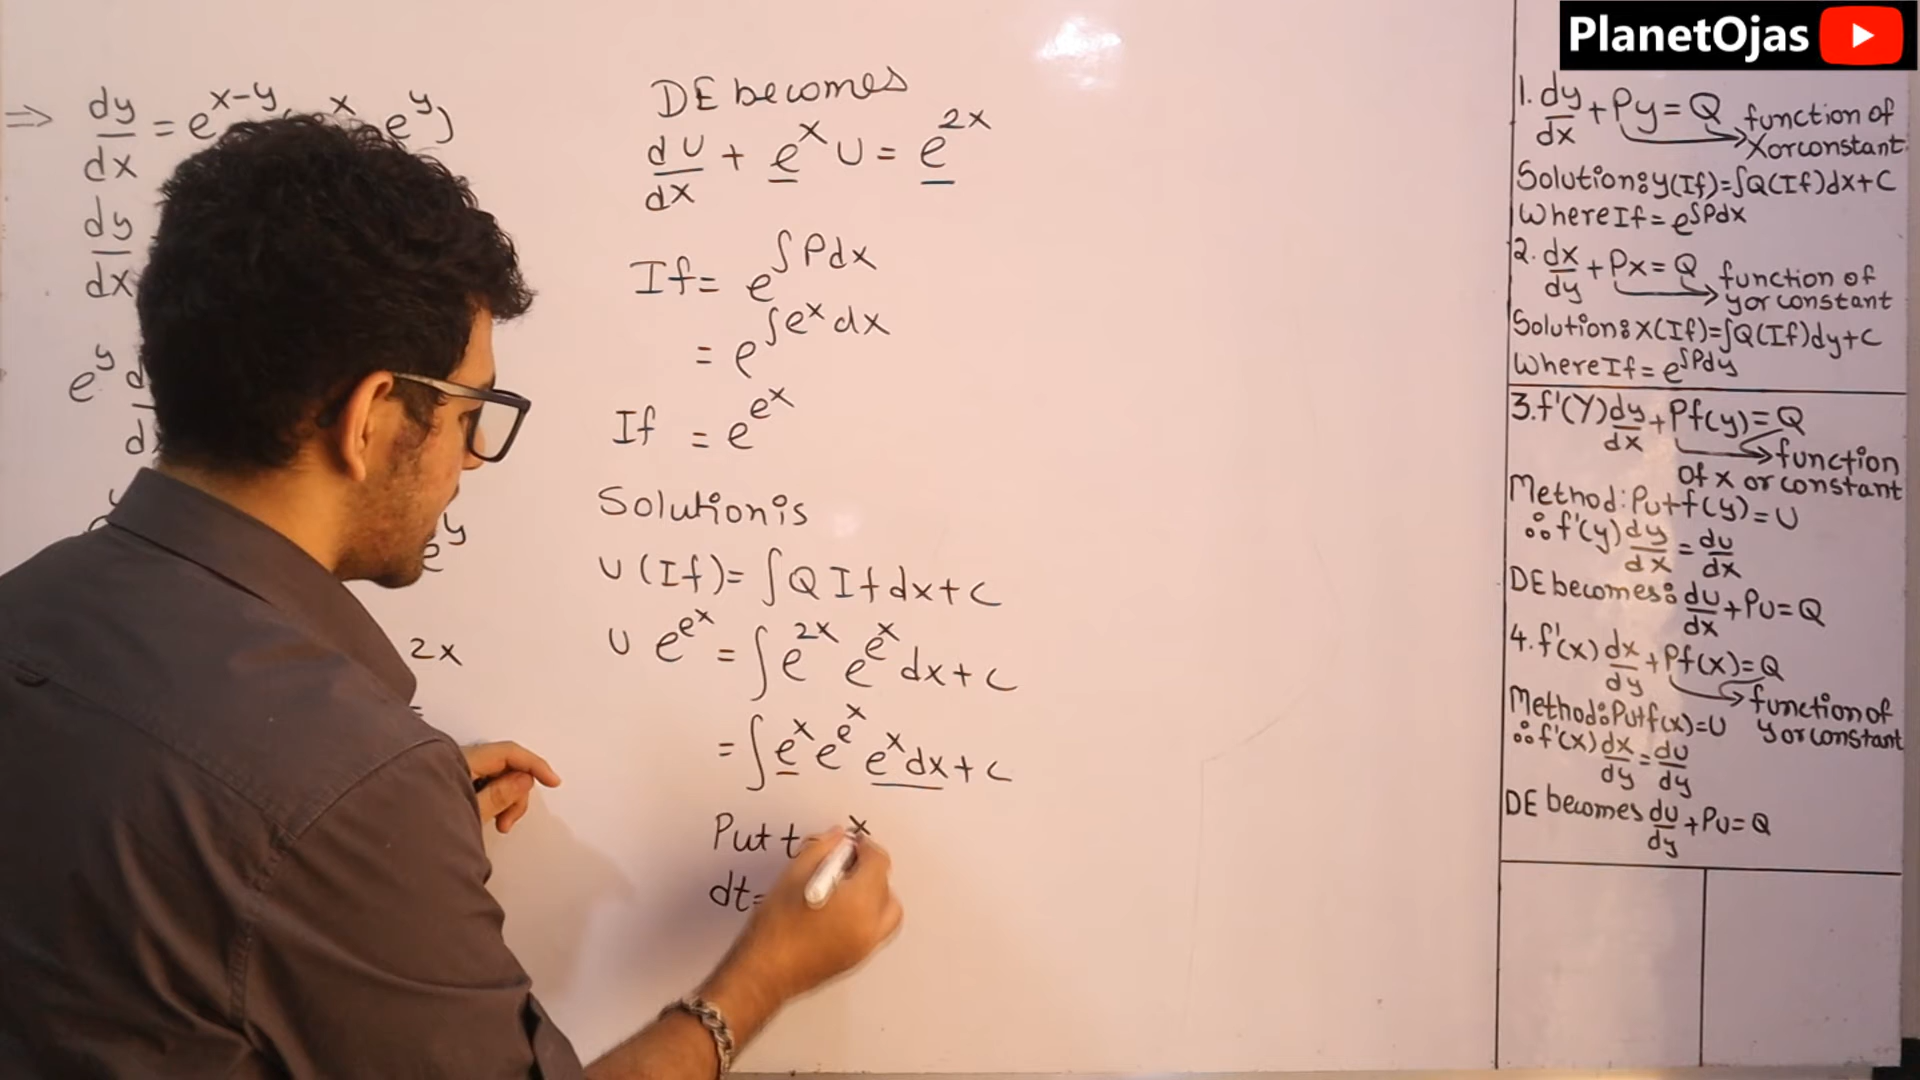 PlanetOjas
⇒ dy/dx = e^(x-y) e^x e^y)
dy/dx
e^y
e^y
2x
DE becomes
dU/dx + e^x U = e^(2x)
If = e^(∫Pdx)
= e^(∫e^x dx)
If = e^(e^x)
Solution is
U (If) = ∫Q If dx + C
U e^(e^x) = ∫e^(2x) e^(e^x) dx + C
= ∫e^x e^(e^x) e^x dx + C
Put t x
dt =
1. dy/dx + Py = Q function of
X or constant
Solution: y(If) = ∫Q(If)dx + C
Where If = e^(∫Pdx)
2. dx/dy + Px = Q function of
y or constant
Solution: X(If) = ∫Q(If)dy + C
Where If = e^(∫Pdy)
3. f'(Y) dy/dx + Pf(y) = Q
function
of x or constant
Method: Put f(y) = U
∴ f'(y) dy/dx = du/dx
DE becomes: du/dx + PU = Q
4. f'(x) dx/dy + Pf(x) = Q
function of
y or constant
Method: Put f(x) = U
∴ f'(x) dx/dy = du/dy
DE becomes du/dy + PU = Q